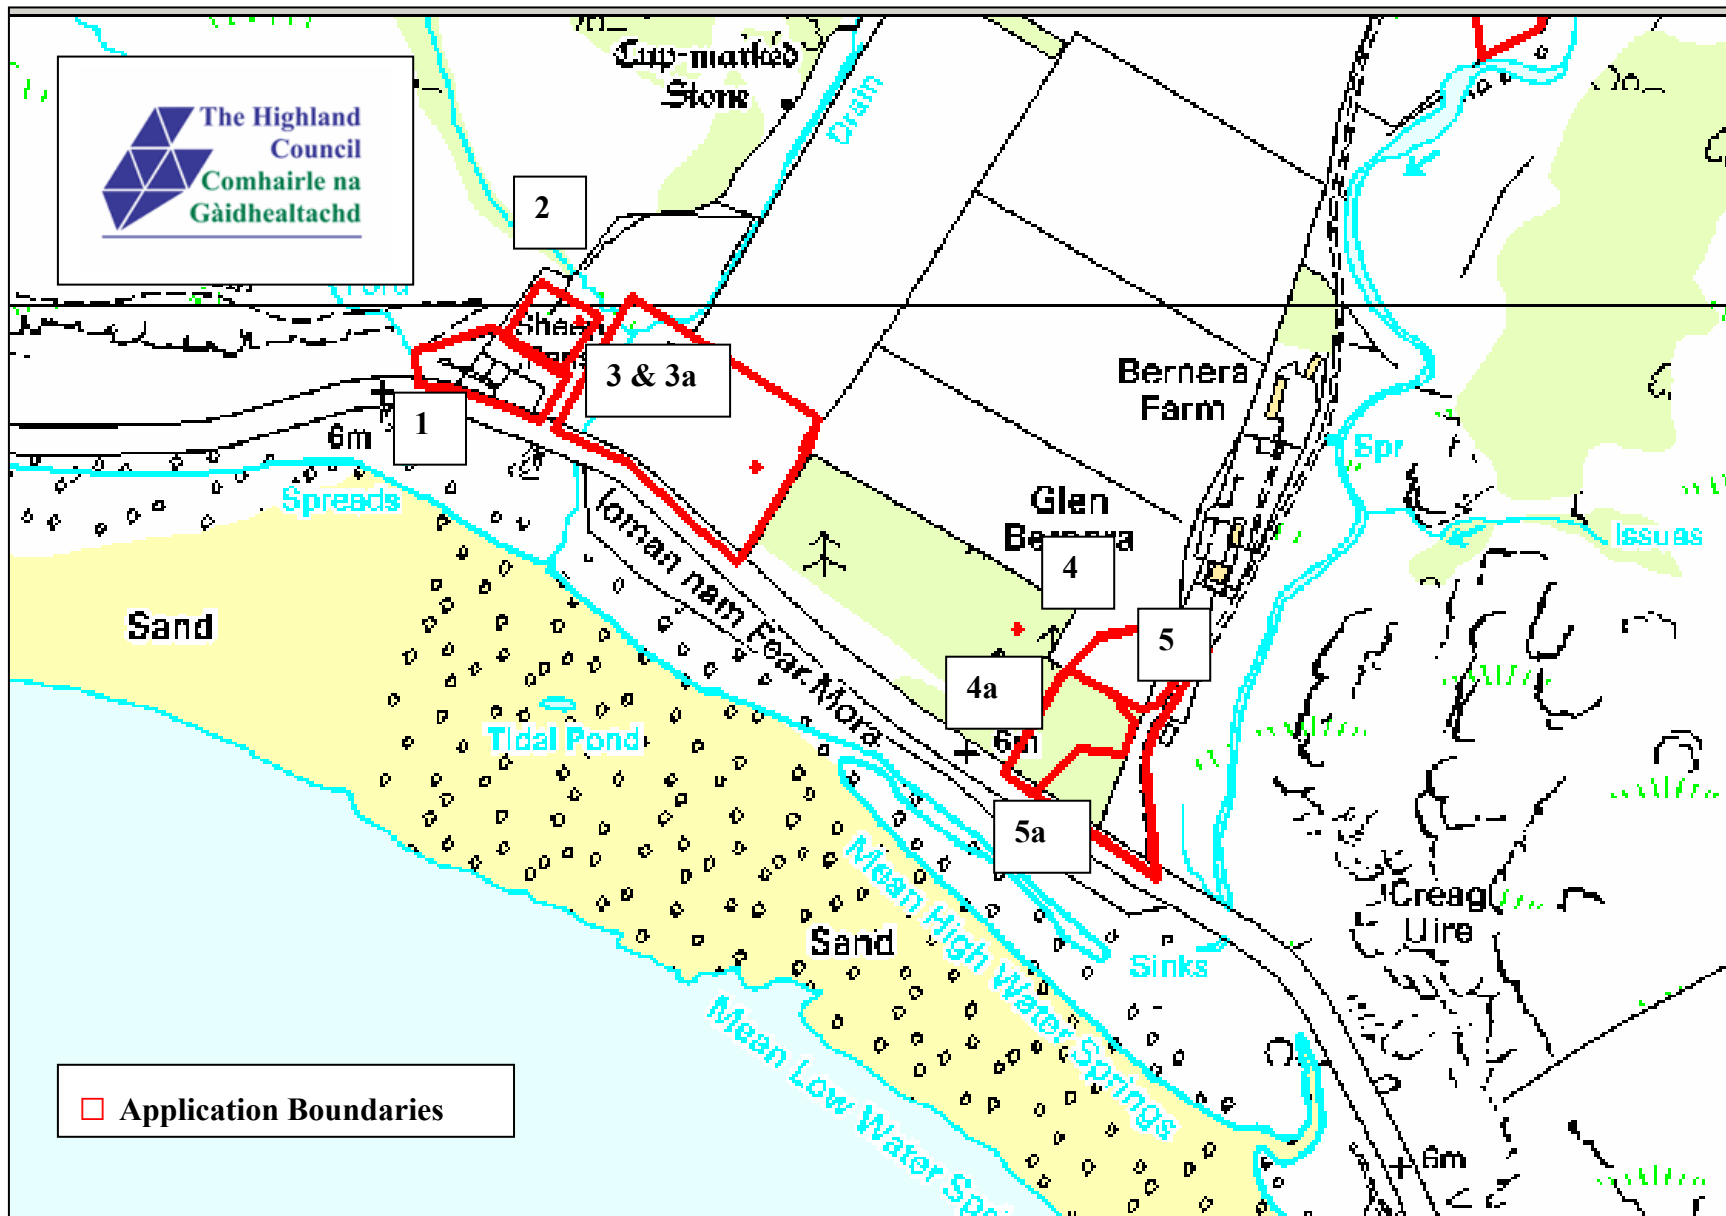 Cup-marked
Stone
Drain
The Highland
Council
Comhairle na
Gàidhealtachd
2
3 & 3a
1
6m
Spreads
Bernera
Farm
Glen
Bernera
Spr
Issues
4
5
4a
6m
5a
Ioman nam Fear Mora
Sand
Tidal Pond
Mean High Water Springs
Sand
Sinks
Creag
Uire
Mean Low Water
6m
Application Boundaries